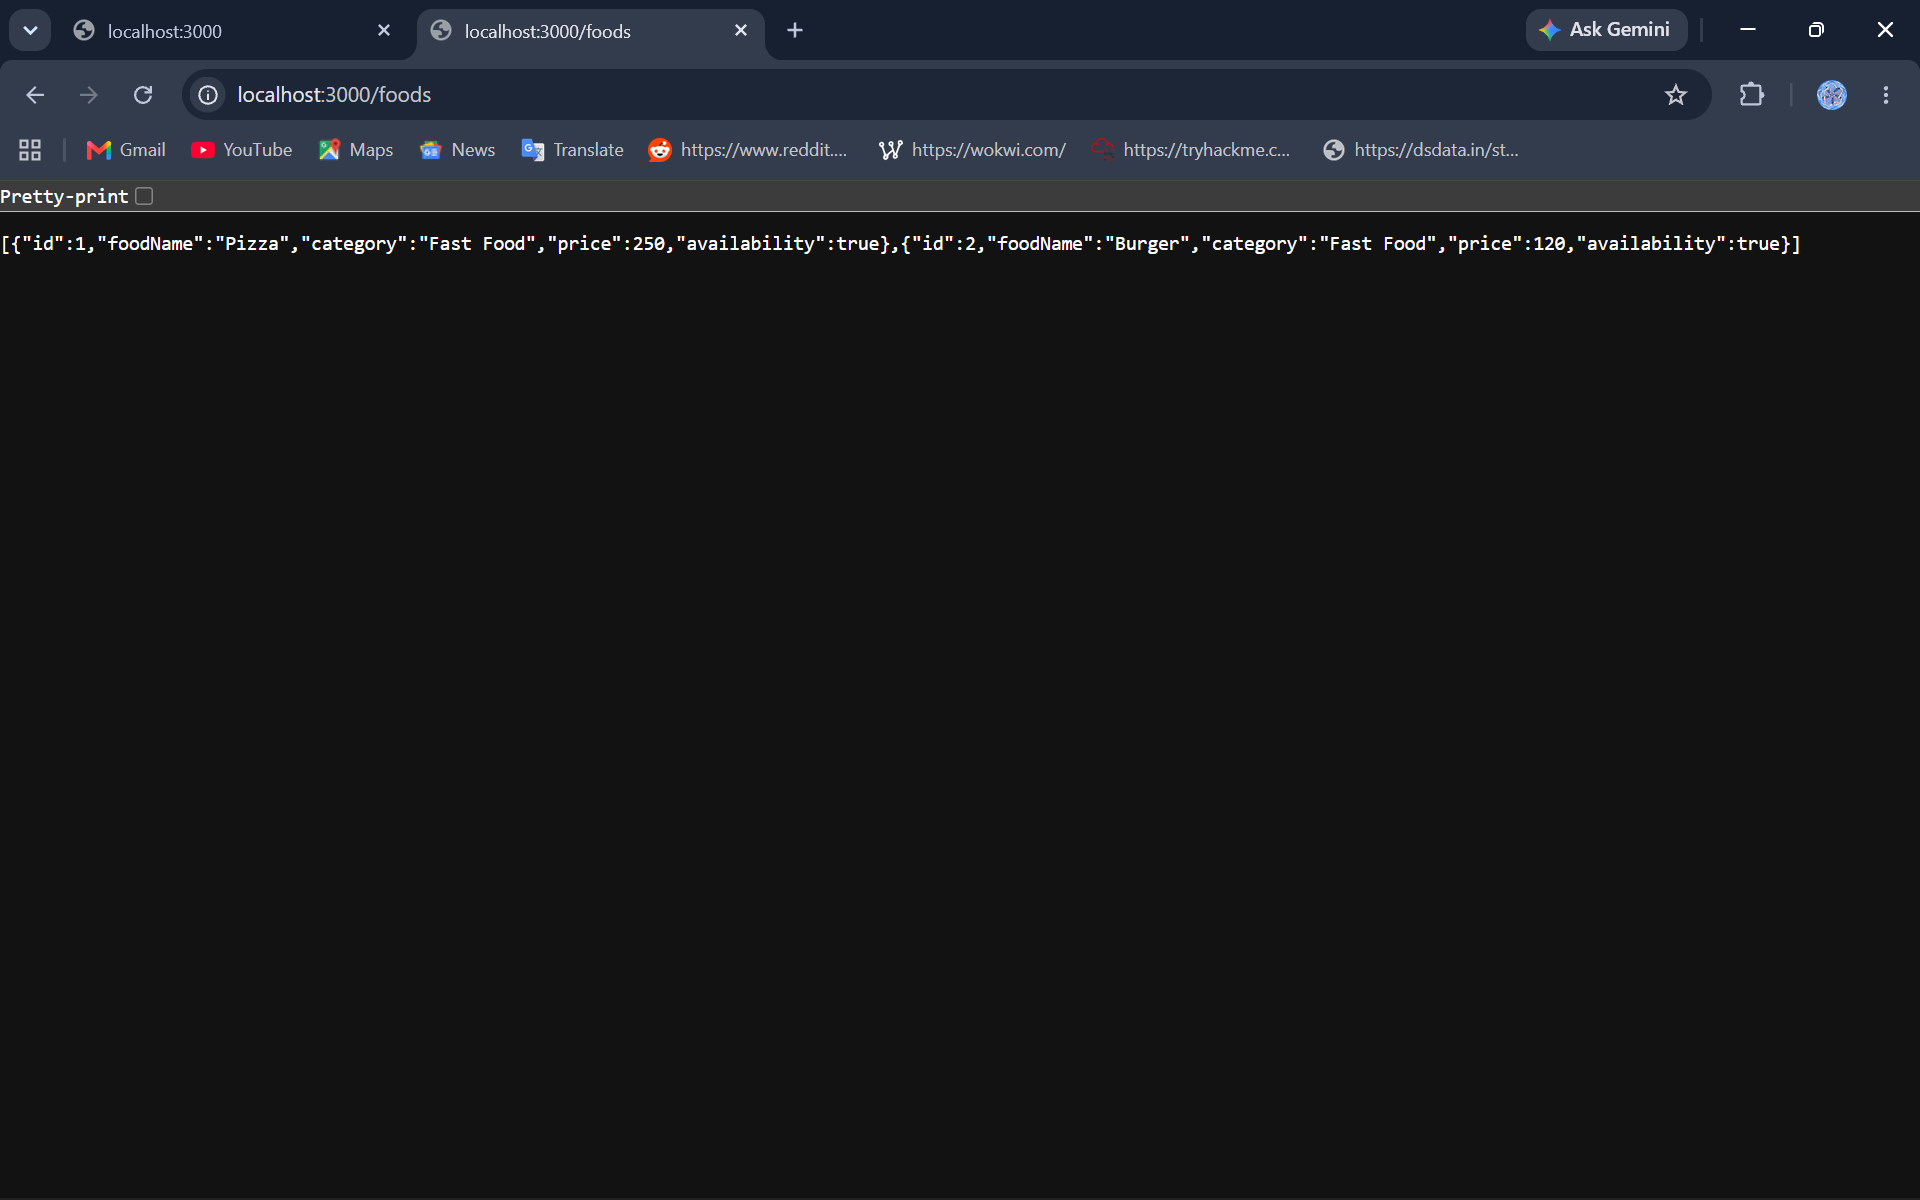 localhost:3000
localhost:3000/foods
Ask Gemini
localhost:3000/foods
Gmail
YouTube
Maps
News
Translate
https://www.reddit....
https://wokwi.com/
https://tryhackme.c...
https://dsdata.in/st...
Pretty-print
[{"id":1,"foodName":"Pizza","category":"Fast Food","price":250,"availability":true},{"id":2,"foodName":"Burger","category":"Fast Food","price":120,"availability":true}]